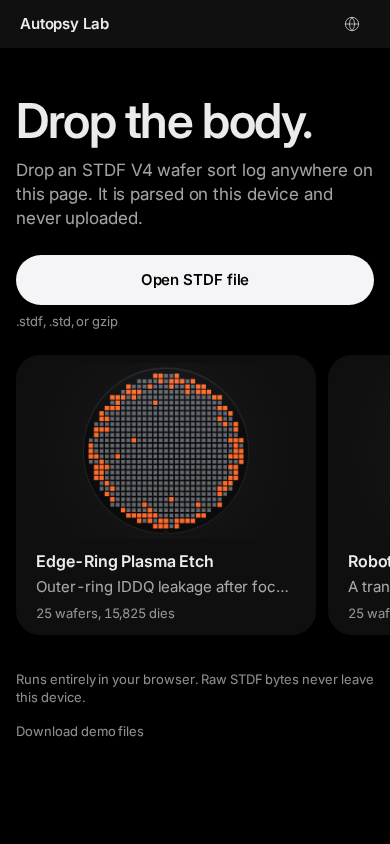 Autopsy Lab
Drop the body.
Drop an STDF V4 wafer sort log anywhere on
this page. It is parsed on this device and
never uploaded.
Open STDF file
.stdf, .std, or gzip
Edge-Ring Plasma Etch
Outer-ring IDDQ leakage after foc...
25 wafers, 15,825 dies
Robot
A tran
25 waf
Runs entirely in your browser. Raw STDF bytes never leave
this device.
Download demo files